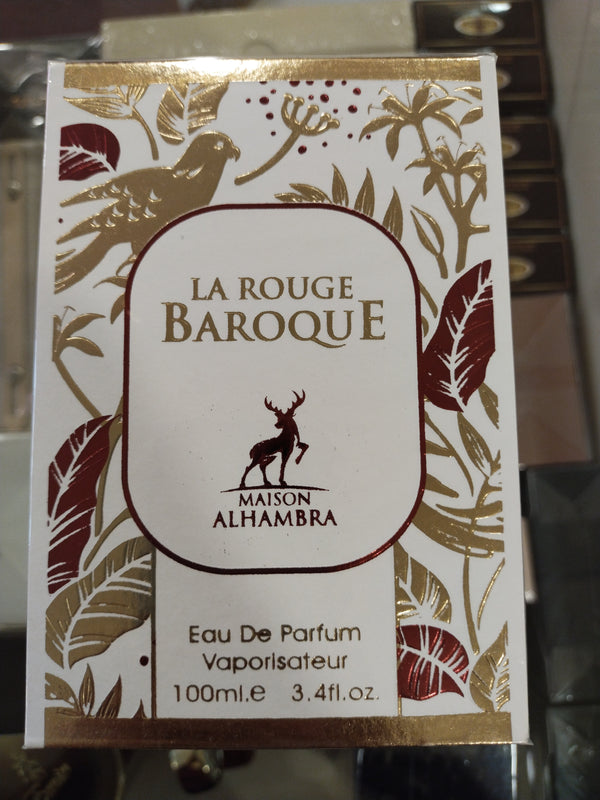 LA ROUGE
BAROQUE
MAISON
ALHAMBRA
Eau De Parfum
Vaporisateur
100ml.e 3.4fl.oz.